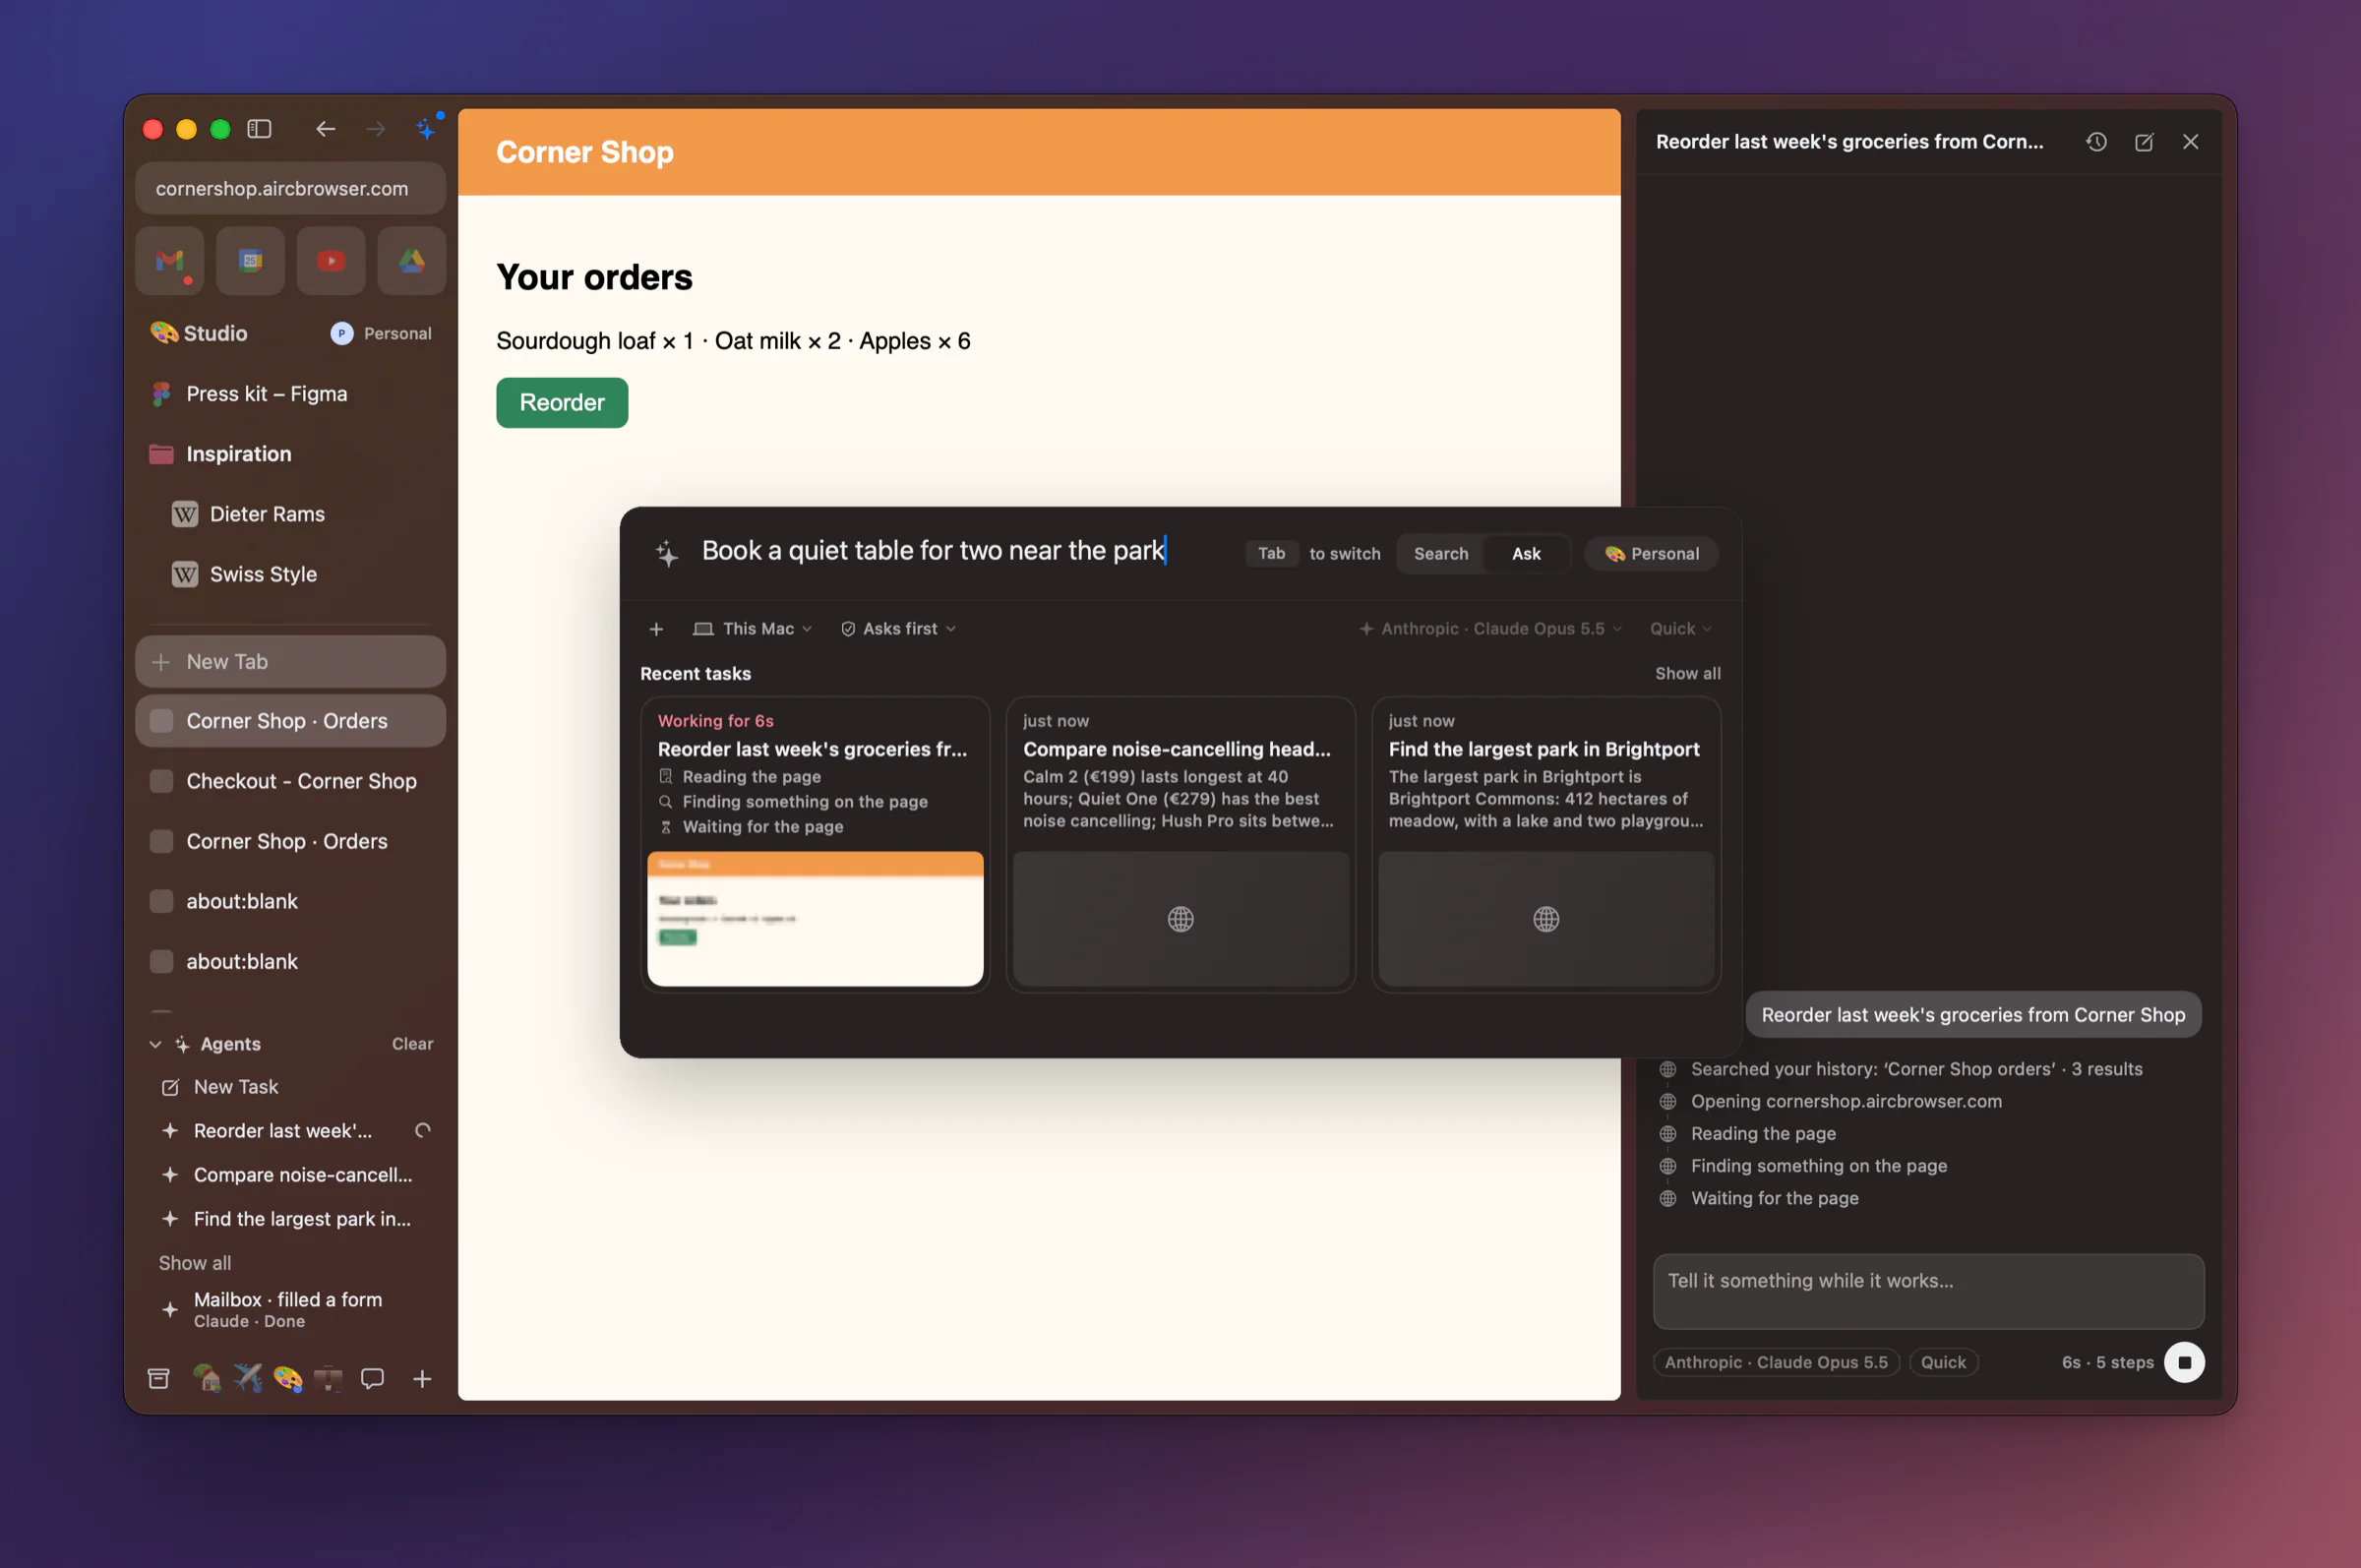 cornershop.aircbrowser.com
25
Studio
P Personal
Press kit – Figma
Inspiration
W Dieter Rams
W Swiss Style
New Tab
Corner Shop · Orders
Checkout - Corner Shop
Corner Shop · Orders
about:blank
about:blank
Agents Clear
New Task
Reorder last week'...
Compare noise-cancell...
Find the largest park in...
Show all
Mailbox · filled a form
Claude · Done
Corner Shop
Your orders
Sourdough loaf × 1 · Oat milk × 2 · Apples × 6
Reorder
Book a quiet table for two near the park
Tab to switch Search Ask Personal
This Mac Asks first Anthropic · Claude Opus 5.5 Quick
Recent tasks Show all
Working for 6s
Reorder last week's groceries fr...
Reading the page
Finding something on the page
Waiting for the page
just now
Compare noise-cancelling head...
Calm 2 (€199) lasts longest at 40
hours; Quiet One (€279) has the best
noise cancelling; Hush Pro sits betwe...
just now
Find the largest park in Brightport
The largest park in Brightport is
Brightport Commons: 412 hectares of
meadow, with a lake and two playgrou...
Reorder last week's groceries from Corn...
Reorder last week's groceries from Corner Shop
Searched your history: ‘Corner Shop orders’ · 3 results
Opening cornershop.aircbrowser.com
Reading the page
Finding something on the page
Waiting for the page
Tell it something while it works...
Anthropic · Claude Opus 5.5 Quick 6s · 5 steps